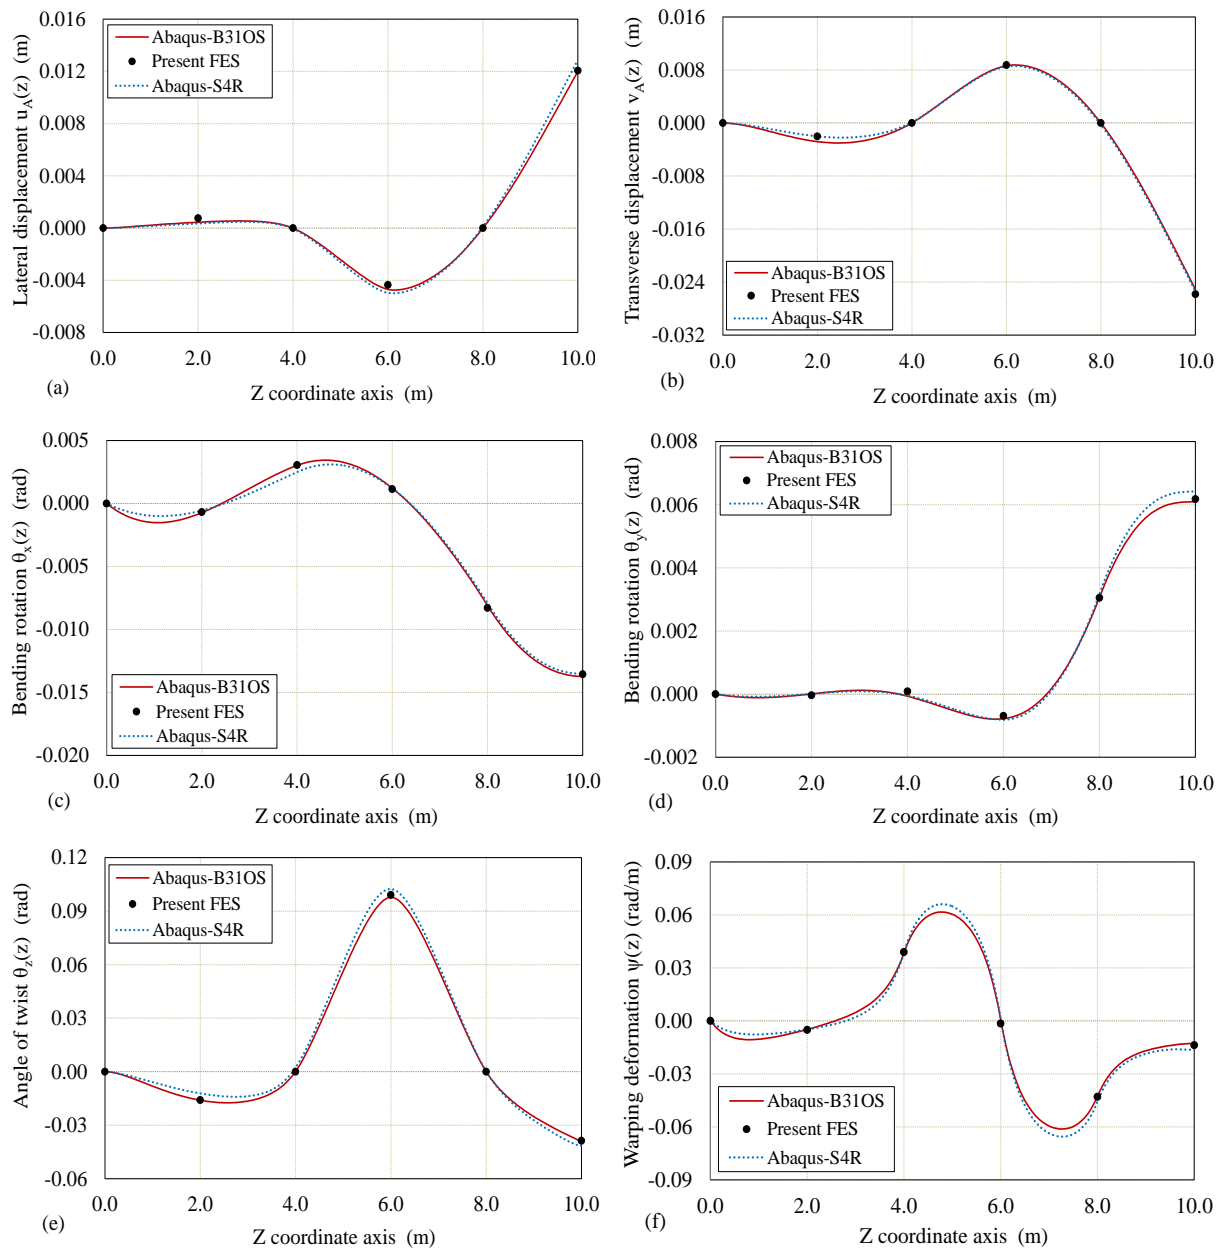 0.016
0.012
0.008
0.004
0.000
-0.004
-0.008
Lateral displacement u_A(z) (m)
Abaqus-B31OS
Present FES
Abaqus-S4R
0.0 2.0 4.0 6.0 8.0 10.0
(a)
Z coordinate axis (m)
0.016
0.008
0.000
-0.008
-0.016
-0.024
-0.032
Transverse displacement v_A(z) (m)
Abaqus-B31OS
Present FES
Abaqus-S4R
0.0 2.0 4.0 6.0 8.0 10.0
(b)
Z coordinate axis (m)
0.005
0.000
-0.005
-0.010
-0.015
-0.020
Bending rotation θ_x(z) (rad)
Abaqus-B31OS
Present FES
Abaqus-S4R
0.0 2.0 4.0 6.0 8.0 10.0
(c)
Z coordinate axis (m)
0.008
0.006
0.004
0.002
0.000
-0.002
Bending rotation θ_y(z) (rad)
Abaqus-B31OS
Present FES
Abaqus-S4R
0.0 2.0 4.0 6.0 8.0 10.0
(d)
Z coordinate axis (m)
0.12
0.09
0.06
0.03
0.00
-0.03
-0.06
Angle of twist θ_z(z) (rad)
Abaqus-B31OS
Present FES
Abaqus-S4R
0.0 2.0 4.0 6.0 8.0 10.0
(e)
Z coordinate axis (m)
0.09
0.06
0.03
0.00
-0.03
-0.06
-0.09
Warping deformation ψ(z) (rad/m)
Abaqus-B31OS
Present FES
Abaqus-S4R
0.0 2.0 4.0 6.0 8.0 10.0
(f)
Z coordinate axis (m)